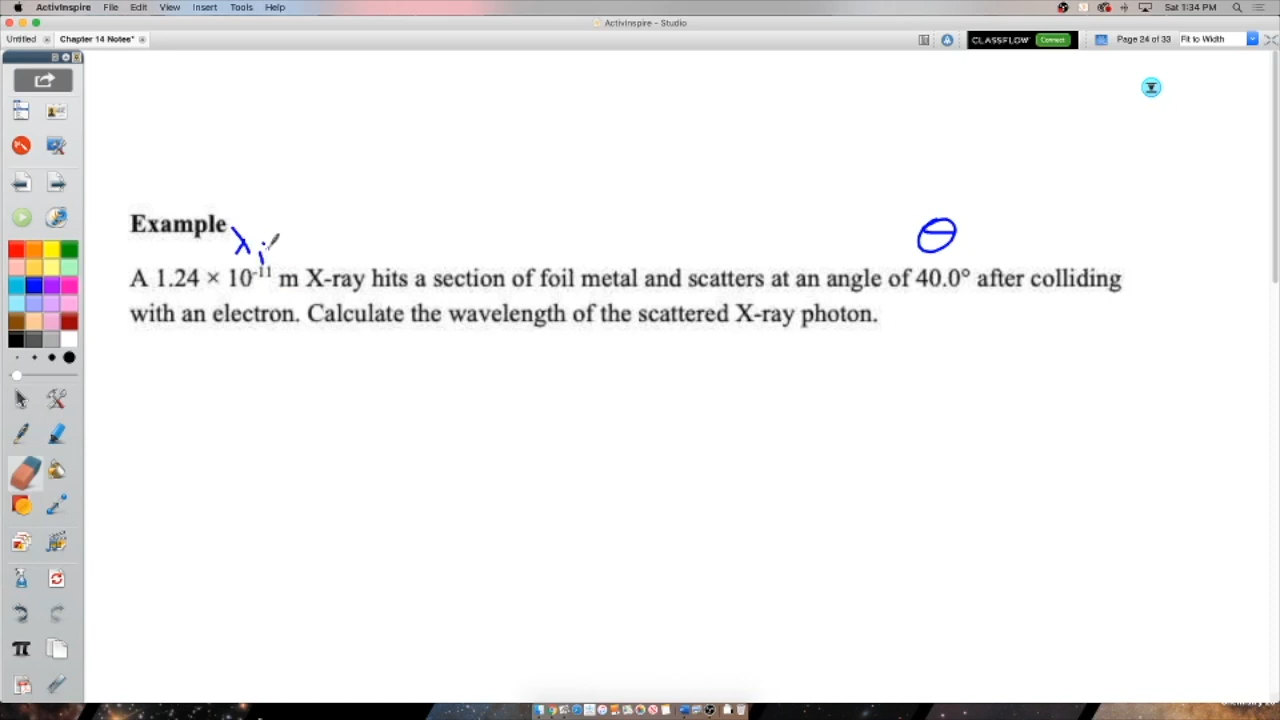 ActivInspire File Edit View Insert Tools Help Sat 1:34 PM
ActivInspire - Studio
Untitled Chapter 14 Notes* CLASSFLOW Connect Page 24 of 33 Fit to Width
Example
λi θ
A 1.24 × 10⁻¹¹ m X-ray hits a section of foil metal and scatters at an angle of 40.0° after colliding
with an electron. Calculate the wavelength of the scattered X-ray photon.